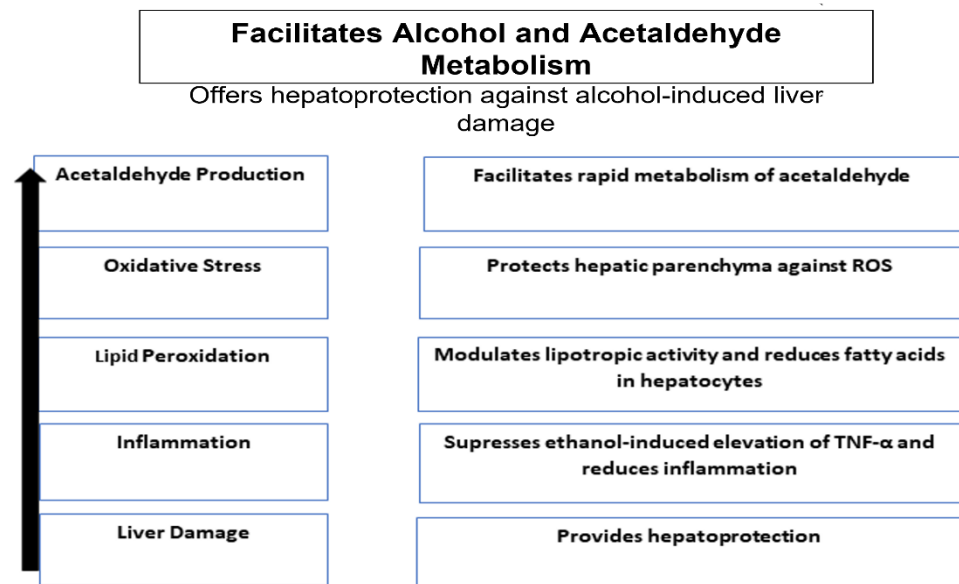 Facilitates Alcohol and Acetaldehyde
Metabolism
Offers hepatoprotection against alcohol-induced liver
damage
Acetaldehyde Production
Facilitates rapid metabolism of acetaldehyde
Oxidative Stress
Protects hepatic parenchyma against ROS
Lipid Peroxidation
Modulates lipotropic activity and reduces fatty acids
in hepatocytes
Inflammation
Supresses ethanol-induced elevation of TNF-α and
reduces inflammation
Liver Damage
Provides hepatoprotection